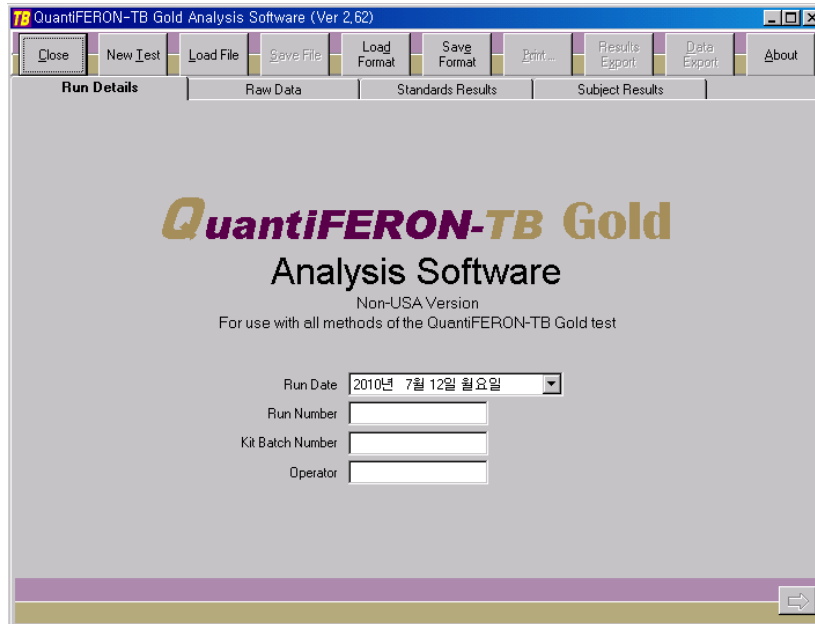 TB QuantiFERON-TB Gold Analysis Software (Ver 2,62)
Close New Test Load File Save File Load Format Save Format Print... Results Export Data Export About
Run Details Raw Data Standards Results Subject Results
QuantiFERON-TB Gold
Analysis Software
Non-USA Version
For use with all methods of the QuantiFERON-TB Gold test
Run Date 2010년 7월 12일 월요일
Run Number
Kit Batch Number
Operator